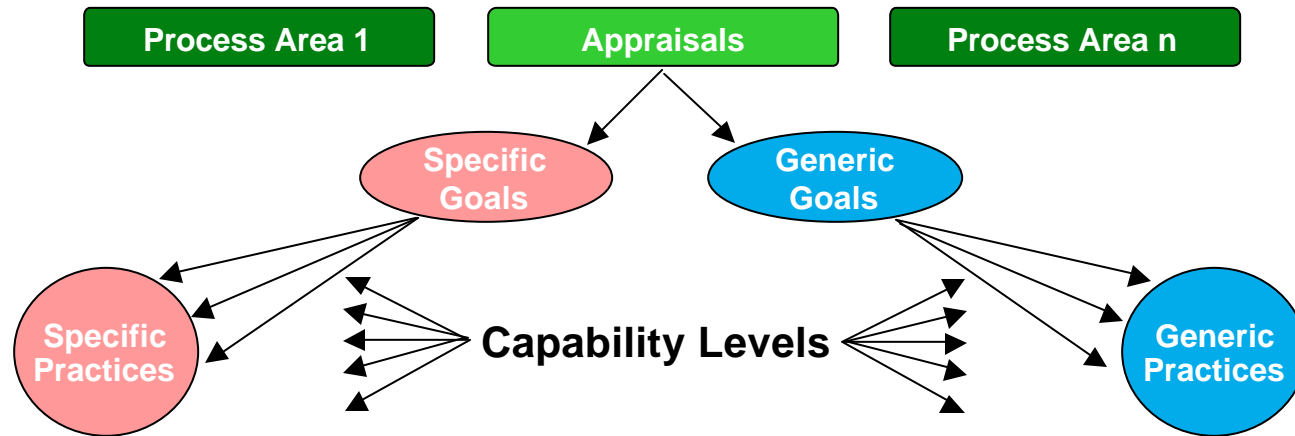 Process Area 1
Appraisals
Process Area n
Specific
Goals
Generic
Goals
Specific
Practices
Capability Levels
Generic
Practices